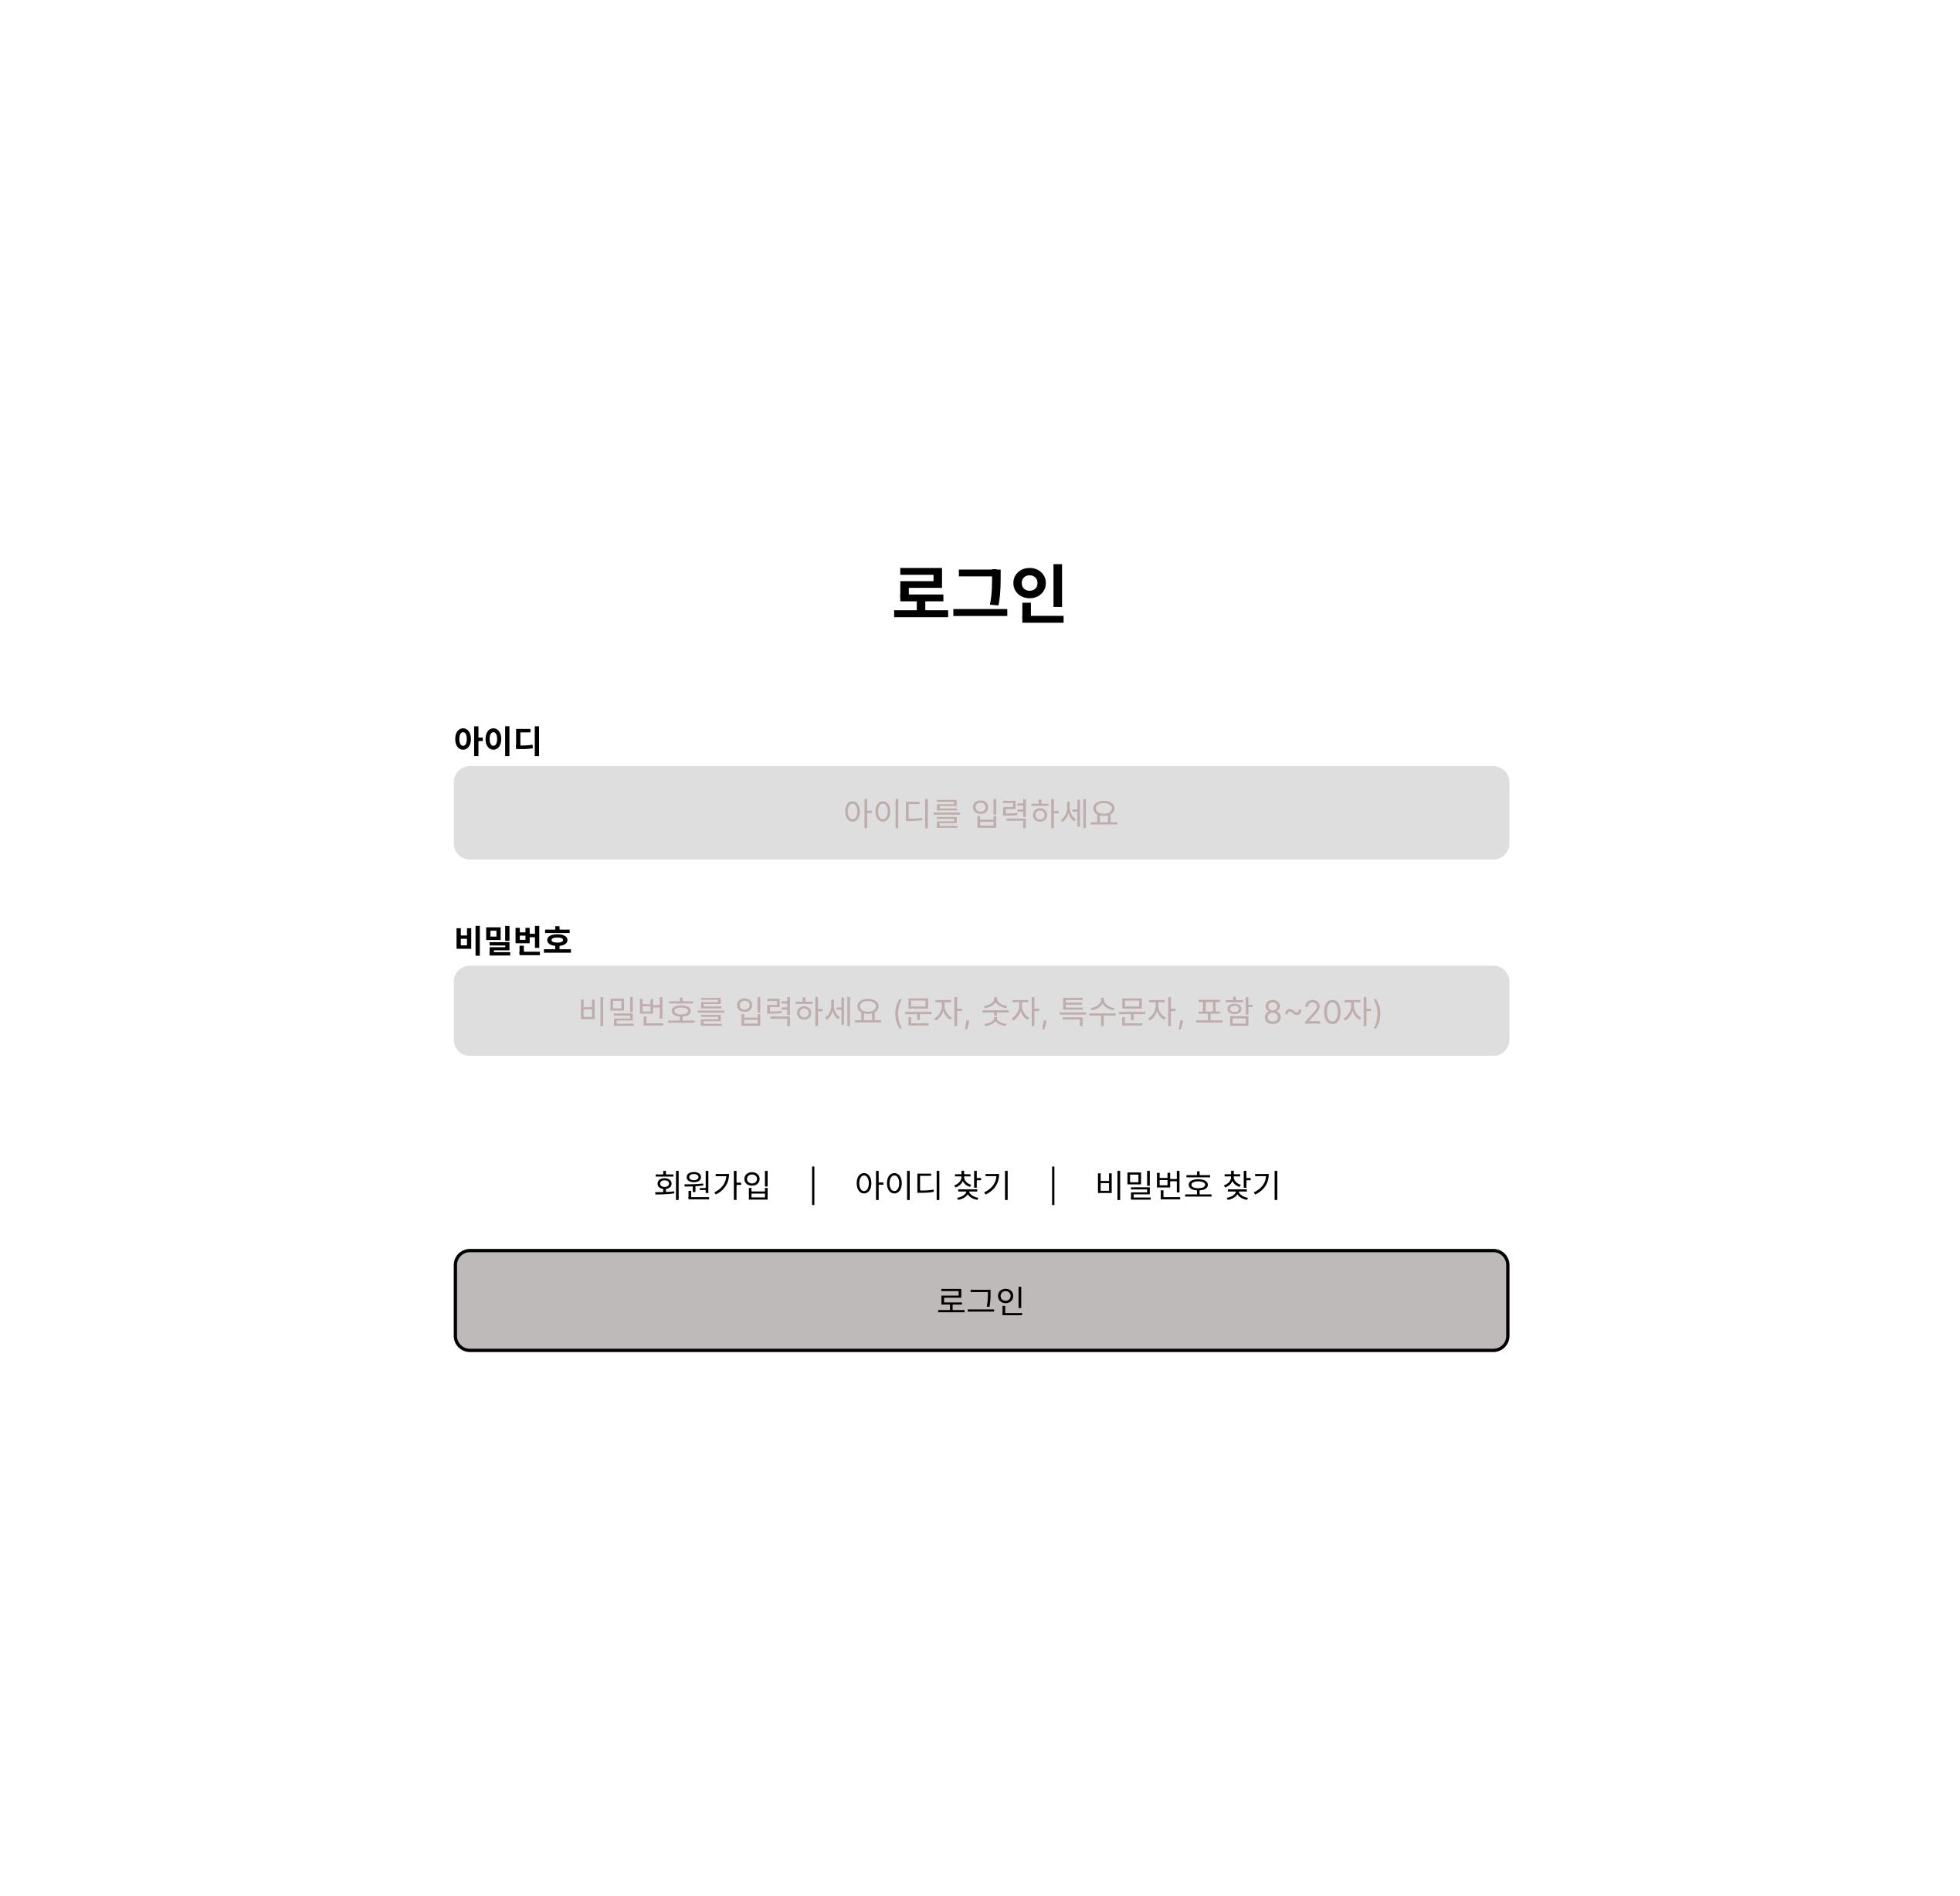 로그인
아이디
아이디를 입력하세요
비밀번호
비밀번호를 입력하세요 (문자, 숫자, 특수문자, 포함 8~20자)
회원가입 | 아이디 찾기 | 비밀번호 찾기
로그인